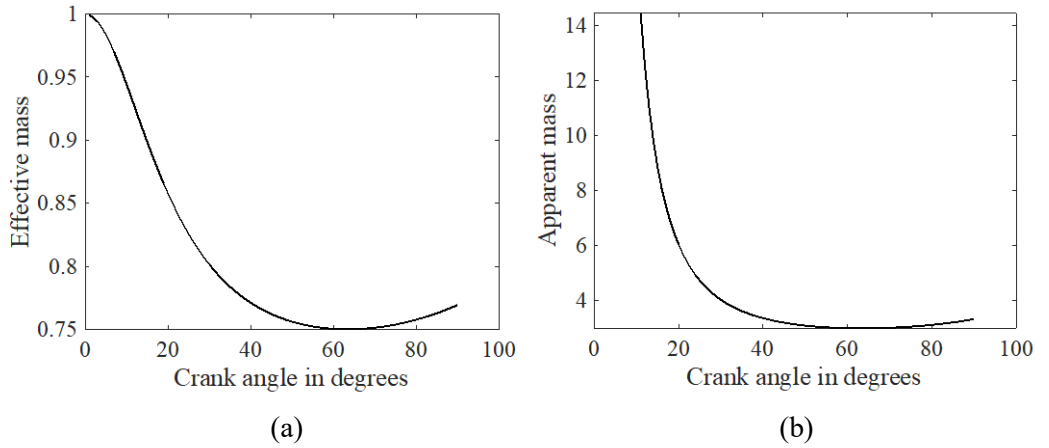 1
0.95
0.9
0.85
0.8
0.75
0 20 40 60 80 100
Effective mass
Crank angle in degrees
(a)
14
12
10
8
6
4
0 20 40 60 80 100
Apparent mass
Crank angle in degrees
(b)